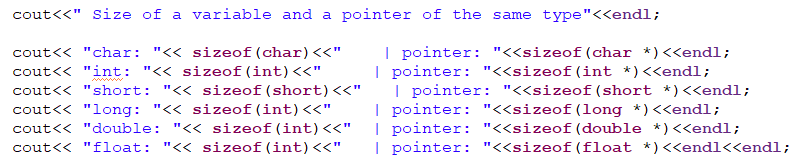 cout<<" Size of a variable and a pointer of the same type"<<endl;
cout<< "char: "<< sizeof(char)<<"    | pointer: "<<sizeof(char *)<<endl;
cout<< "int: "<< sizeof(int)<<"     | pointer: "<<sizeof(int *)<<endl;
cout<< "short: "<< sizeof(short)<<"   | pointer: "<<sizeof(short *)<<endl;
cout<< "long: "<< sizeof(int)<<"    | pointer: "<<sizeof(long *)<<endl;
cout<< "double: "<< sizeof(int)<<"  | pointer: "<<sizeof(double *)<<endl;
cout<< "float: "<< sizeof(int)<<"   | pointer: "<<sizeof(float *)<<endl<<endl;